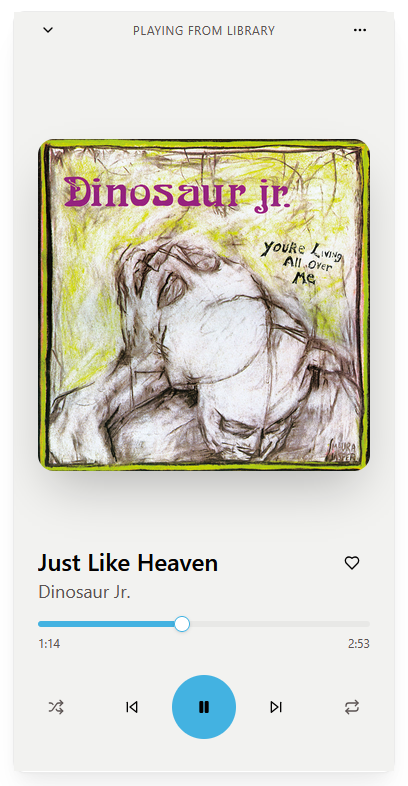 PLAYING FROM LIBRARY
Dinosaur jr.
You're Living
All Over
Me
Just Like Heaven
Dinosaur Jr.
1:14
2:53